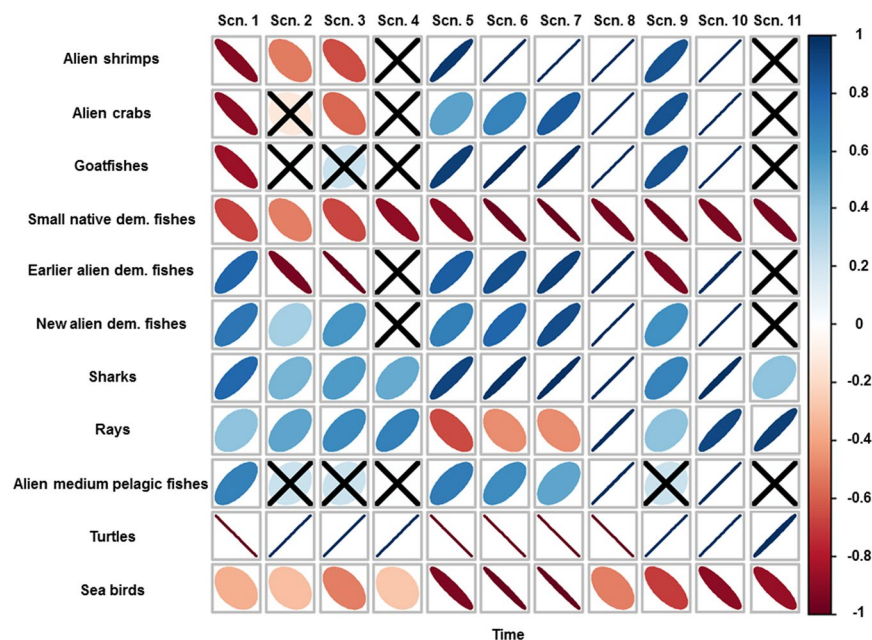 Scn. 1 Scn. 2 Scn. 3 Scn. 4 Scn. 5 Scn. 6 Scn. 7 Scn. 8 Scn. 9 Scn. 10 Scn. 11
Alien shrimps
Alien crabs
Goatfishes
Small native dem. fishes
Earlier alien dem. fishes
New alien dem. fishes
Sharks
Rays
Alien medium pelagic fishes
Turtles
Sea birds
Time
1
0.8
0.6
0.4
0.2
0
-0.2
-0.4
-0.6
-0.8
-1